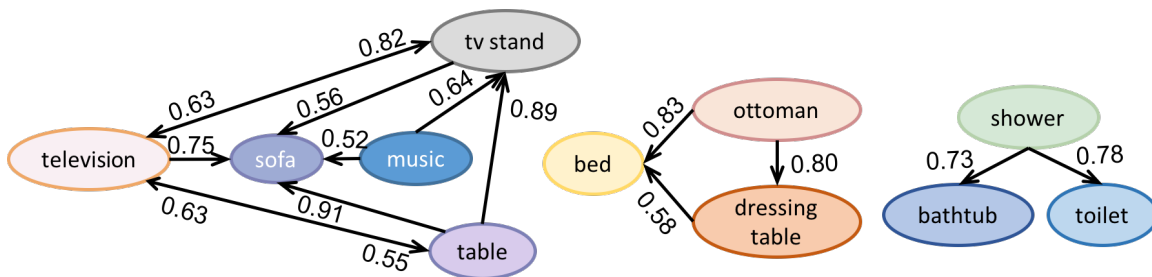 tv stand
0.82
0.63
0.56
0.64
0.89
television
0.75
sofa
0.52
music
0.63
0.91
0.55
table
ottoman
0.83
bed
0.80
0.58
dressing
table
shower
0.73
0.78
bathtub
toilet